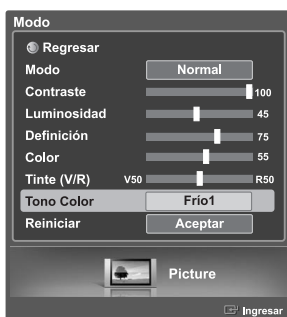 Modo
Regresar
Modo Normal
Contraste 100
Luminosidad 45
Definición 75
Color 55
Tinte (V/R) V50 R50
Tono Color Frío1
Reiniciar Aceptar
Picture
Ingresar